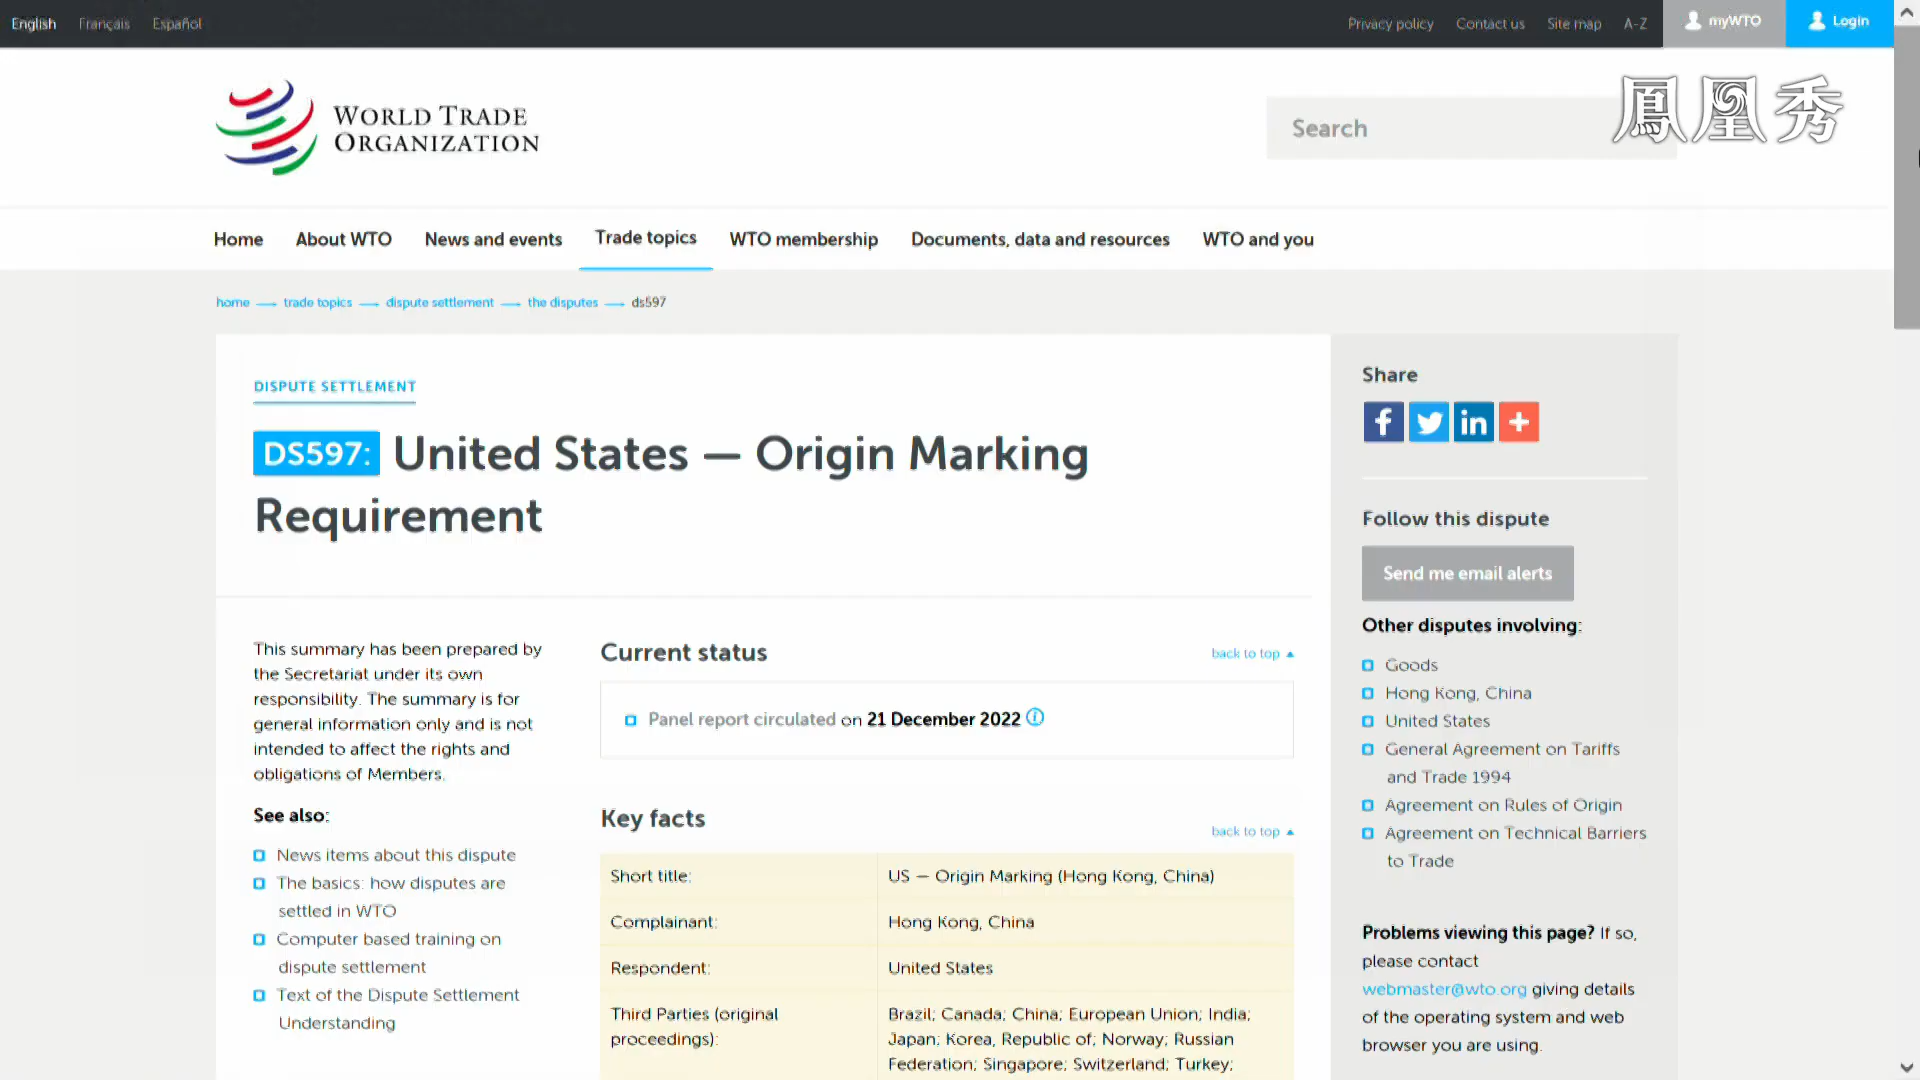 English Français Español
Privacy policy Contact us Site map A-Z myWTO Login
WORLD TRADE
ORGANIZATION
Search
鳳凰秀
Home About WTO News and events Trade topics WTO membership Documents, data and resources WTO and you
home trade topics dispute settlement the disputes ds597
DISPUTE SETTLEMENT
DS597: United States — Origin Marking
Requirement
This summary has been prepared by
the Secretariat under its own
responsibility. The summary is for
general information only and is not
intended to affect the rights and
obligations of Members.
See also:
News items about this dispute
The basics: how disputes are
settled in WTO
Computer based training on
dispute settlement
Text of the Dispute Settlement
Understanding
Current status
back to top
Panel report circulated on 21 December 2022
Key facts
back to top
Short title: US — Origin Marking (Hong Kong, China)
Complainant: Hong Kong, China
Respondent: United States
Third Parties (original
proceedings):
Brazil; Canada; China; European Union; India;
Japan; Korea, Republic of; Norway; Russian
Federation; Singapore; Switzerland; Turkey;
Share
Follow this dispute
Send me email alerts
Other disputes involving:
Goods
Hong Kong, China
United States
General Agreement on Tariffs
and Trade 1994
Agreement on Rules of Origin
Agreement on Technical Barriers
to Trade
Problems viewing this page? If so,
please contact
webmaster@wto.org giving details
of the operating system and web
browser you are using.